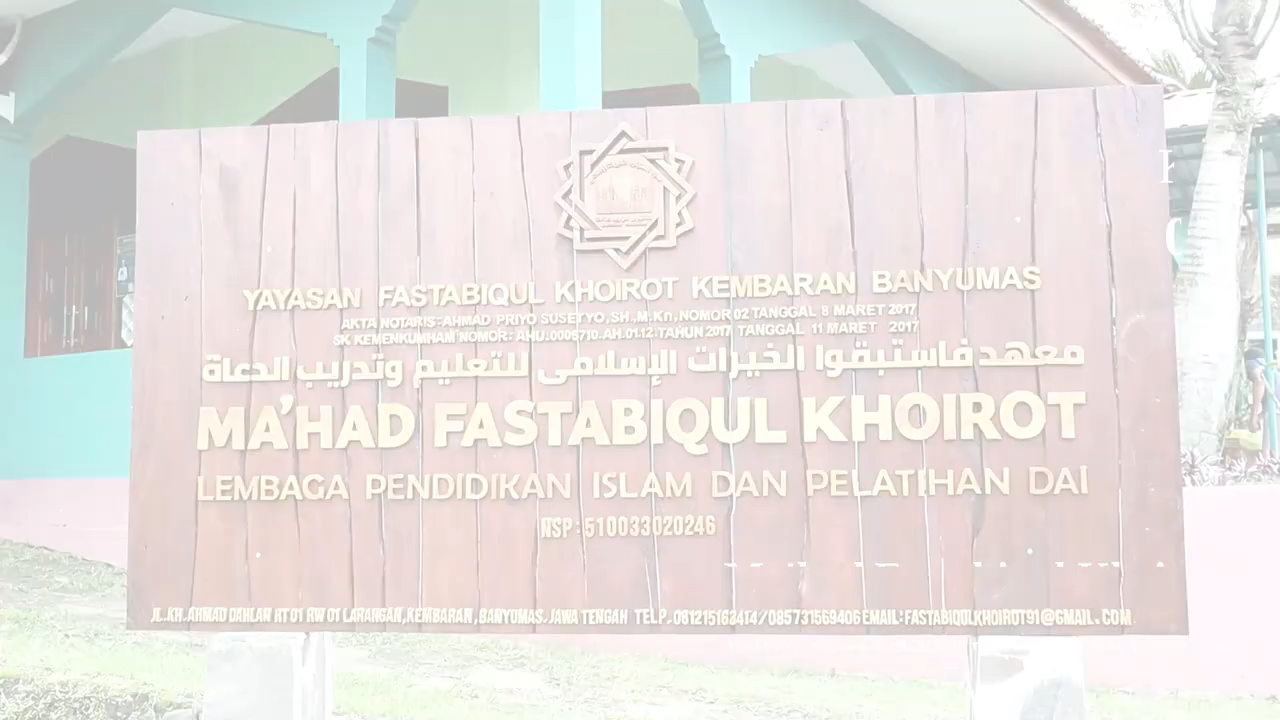 YAYASAN FASTABIQUL KHOIROT KEMBARAN BANYUMAS
AKTA NOTARIS : AHMAD PRIYO SUSETYO, SH., M.Kn, NOMOR 02 TANGGAL 8 MARET 2017
SK KEMENKUMHAM NOMOR : AHU.0005710.AH.01.12.TAHUN 2017 TANGGAL 11 MARET 2017
معهد فاستبقوا الخيرات الإسلامى للتعليم وتدريب الدعاة
MA'HAD FASTABIQUL KHOIROT
LEMBAGA PENDIDIKAN ISLAM DAN PELATIHAN DAI
NSP : 510033020246
JL.KH.AHMAD DAHLAN RT 01 RW 01 LARANGAN, KEMBARAN, BANYUMAS. JAWA TENGAH TELP. 081215163414 / 085731569406 EMAIL : FASTABIQULKHOIROT91@GMAIL.COM